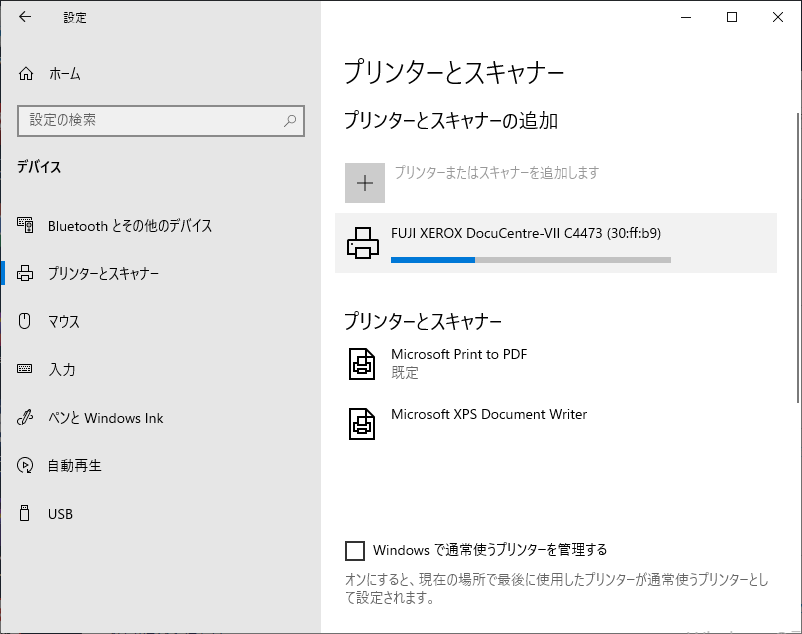 設定
ホーム
設定の検索
デバイス
Bluetooth とその他のデバイス
プリンターとスキャナー
マウス
入力
ペンと Windows Ink
自動再生
USB
プリンターとスキャナー
プリンターとスキャナーの追加
プリンターまたはスキャナーを追加します
FUJI XEROX DocuCentre-VII C4473 (30:ff:b9)
プリンターとスキャナー
Microsoft Print to PDF
既定
Microsoft XPS Document Writer
Windows で通常使うプリンターを管理する
オンにすると、現在の場所で最後に使用したプリンターが通常使うプリンターとし
て設定されます。